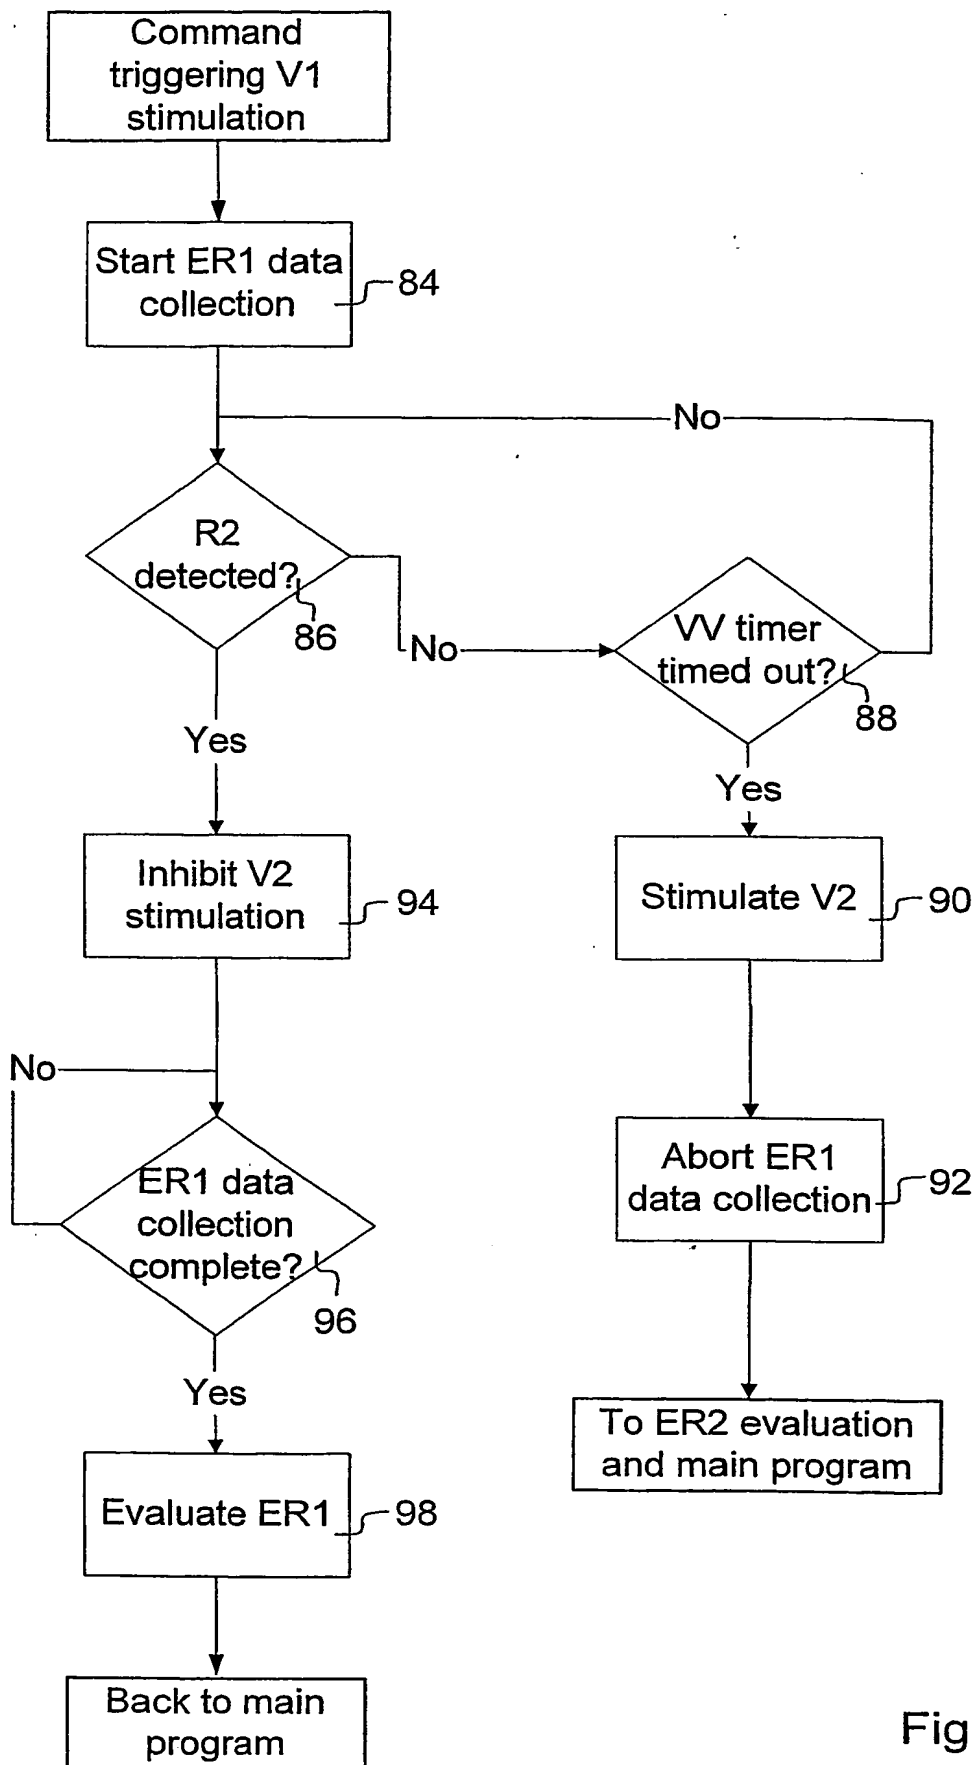 Command
triggering V1
stimulation
Start ER1 data
collection
84
No
R2
detected?
86
No
VV timer
timed out?
88
Yes
Yes
Inhibit V2
stimulation
94
Stimulate V2
90
No
ER1 data
collection
complete?
96
Abort ER1
data collection
92
Yes
To ER2 evaluation
and main program
Evaluate ER1
98
Back to main
program
Fig